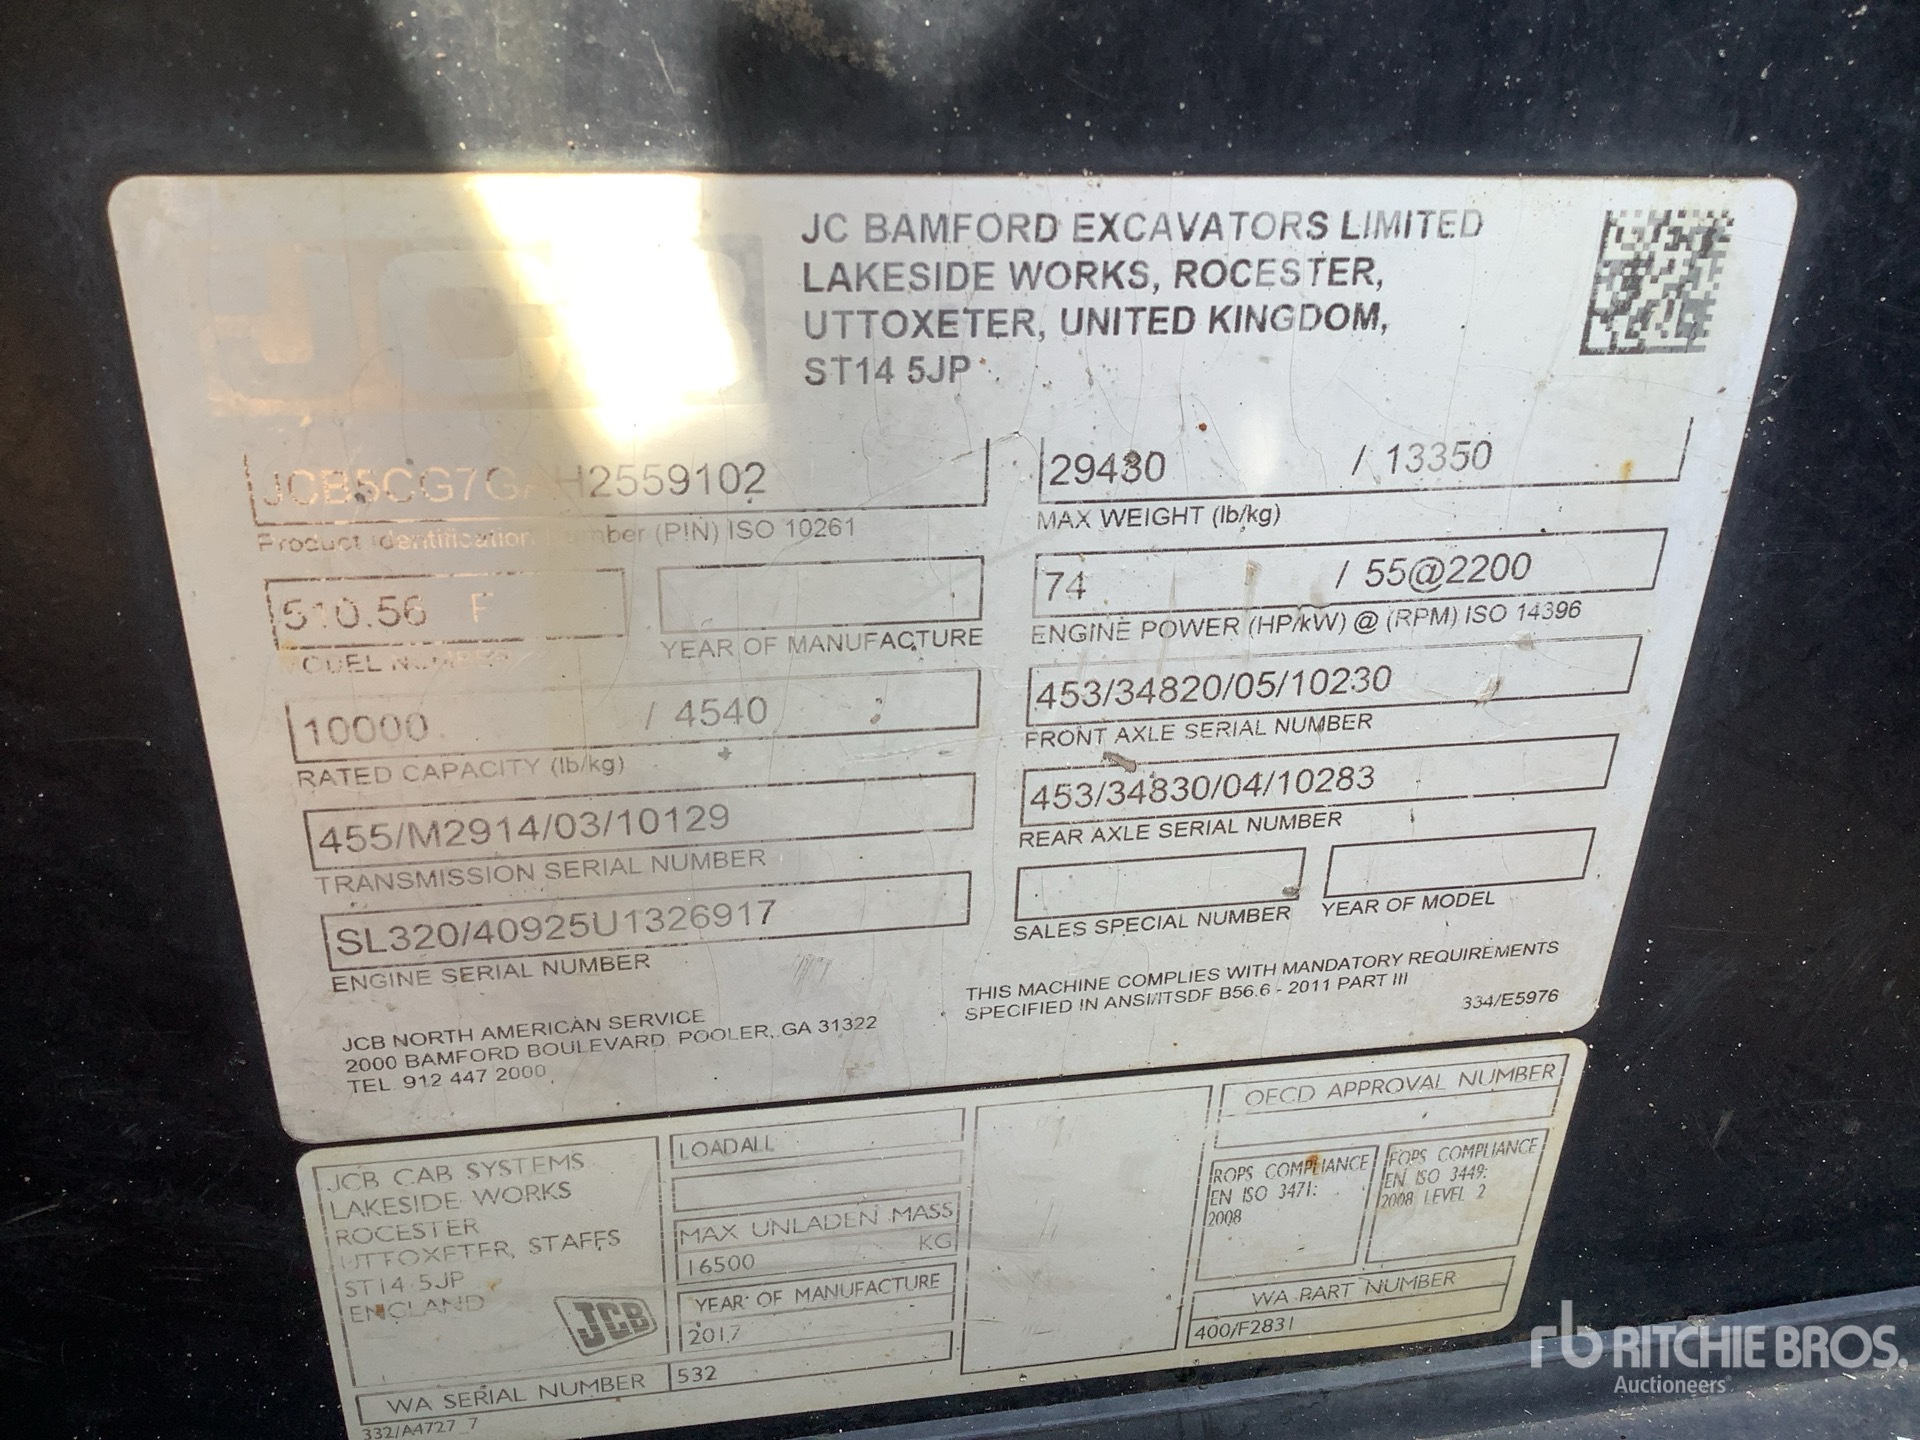 JCB
JC BAMFORD EXCAVATORS LIMITED
LAKESIDE WORKS, ROCESTER,
UTTOXETER, UNITED KINGDOM,
ST14 5JP
H2559102
Product Identification (PIN) ISO 10261
510.56 F
YEAR OF MANUFACTURE
MODEL NUMBER
10000 / 4540
RATED CAPACITY (lb/kg)
455/M2914/03/10129
TRANSMISSION SERIAL NUMBER
SL320/40925U1326917
ENGINE SERIAL NUMBER
29430 / 13350
MAX WEIGHT (lb/kg)
74 / 55@2200
ENGINE POWER (HP/kW) @ (RPM) ISO 14396
453/34820/05/10230
FRONT AXLE SERIAL NUMBER
453/34830/04/10283
REAR AXLE SERIAL NUMBER
SALES SPECIAL NUMBER
YEAR OF MODEL
JCB NORTH AMERICAN SERVICE
2000 BAMFORD BOULEVARD, POOLER, GA 31322
TEL. 912 447 2000
THIS MACHINE COMPLIES WITH MANDATORY REQUIREMENTS
SPECIFIED IN ANSI/ITSDF B56.6 - 2011 PART III
334/E5976
JCB CAB SYSTEMS
LAKESIDE WORKS
ROCESTER
UTTOXETER, STAFFS
ST14 5JP
ENGLAND
JCB
WA SERIAL NUMBER
532
332/A4727_7
LOADALL
MAX UNLADEN MASS
KG
16500
YEAR OF MANUFACTURE
2017
OECD APPROVAL NUMBER
ROPS COMPLIANCE
EN ISO 3471:
2008
FOPS COMPLIANCE
EN ISO 3449:
2008 LEVEL 2
WA PART NUMBER
400/F2831
rb RITCHIE BROS.
Auctioneers